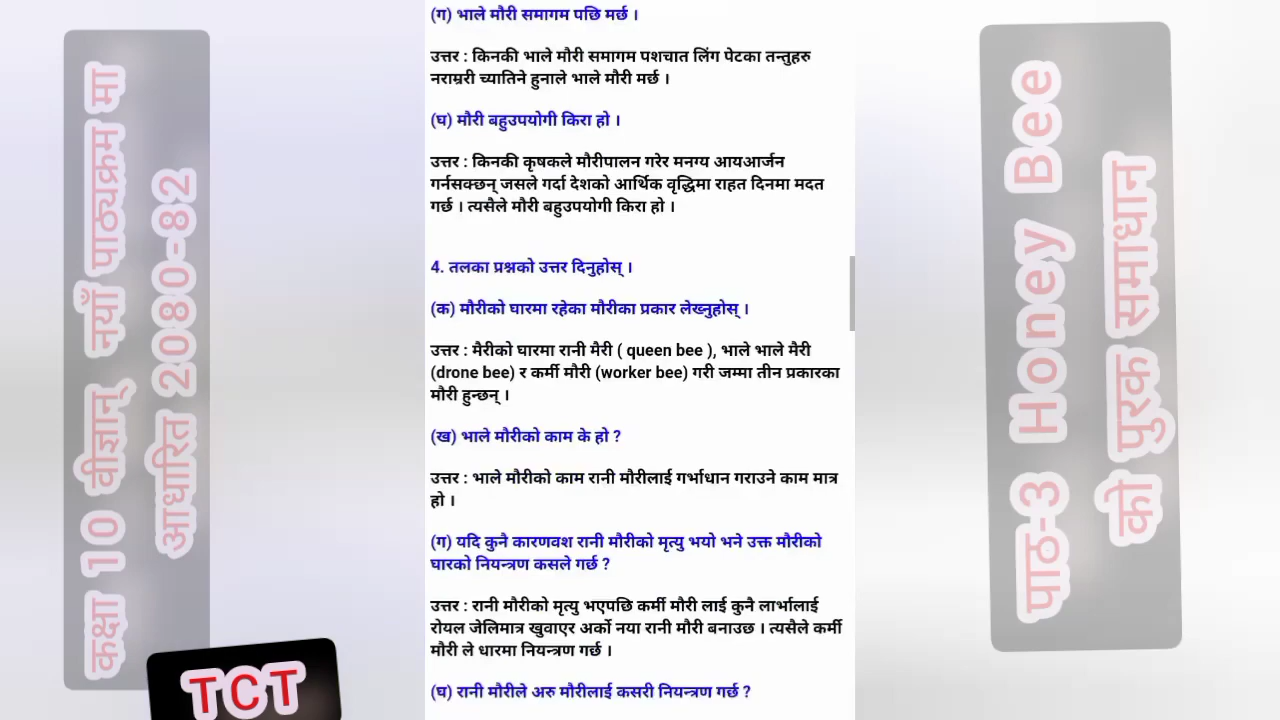 कक्षा 10 वीज्ञान् नयाँ पाठ्यक्रम मा
आधारित 2080-82
TCT
(ग) भाले मौरी समागम पछि मर्छ ।
उत्तर : किनकी भाले मौरी समागम पशचात लिंग पेटका तन्तुहरु
नराम्ररी च्यातिने हुनाले भाले मौरी मर्छ ।
(घ) मौरी बहुउपयोगी किरा हो ।
उत्तर : किनकी कृषकले मौरीपालन गरेर मनग्य आयआर्जन
गर्नसक्छन् जसले गर्दा देशको आर्थिक वृद्धिमा राहत दिनमा मदत
गर्छ । त्यसैले मौरी बहुउपयोगी किरा हो ।
4. तलका प्रश्नको उत्तर दिनुहोस् ।
(क) मौरीको घारमा रहेका मौरीका प्रकार लेख्नुहोस् ।
उत्तर : मैरीको घारमा रानी मैरी ( queen bee ), भाले भाले मैरी
(drone bee) र कर्मी मौरी (worker bee) गरी जम्मा तीन प्रकारका
मौरी हुन्छन् ।
(ख) भाले मौरीको काम के हो ?
उत्तर : भाले मौरीको काम रानी मौरीलाई गर्भाधान गराउने काम मात्र
हो ।
(ग) यदि कुनै कारणवश रानी मौरीको मृत्यु भयो भने उक्त मौरीको
घारको नियन्त्रण कसले गर्छ ?
उत्तर : रानी मौरीको मृत्यु भएपछि कर्मी मौरी लाई कुनै लार्भालाई
रोयल जेलिमात्र खुवाएर अर्को नया रानी मौरी बनाउछ । त्यसैले कर्मी
मौरी ले धारमा नियन्त्रण गर्छ ।
(घ) रानी मौरीले अरु मौरीलाई कसरी नियन्त्रण गर्छ ?
पाठ-3 Honey Bee
को पुरक समाधान